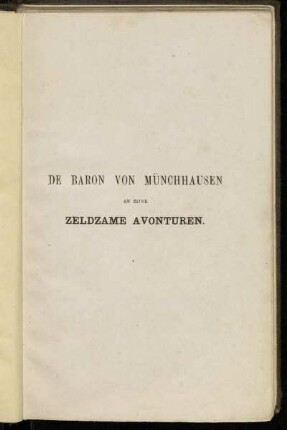 DE BARON VON MÜNCHHAUSEN
EN ZIJNE
ZELDZAME AVONTUREN.